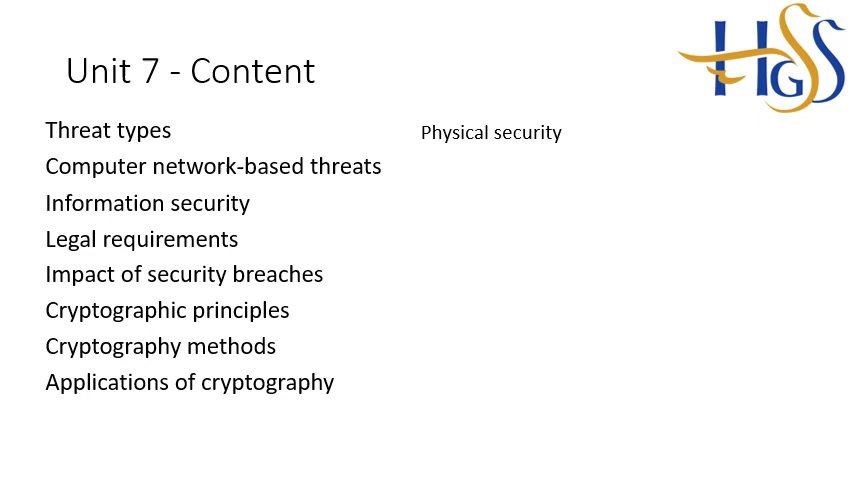 Unit 7 - Content
HGSS
Threat types
Computer network-based threats
Information security
Legal requirements
Impact of security breaches
Cryptographic principles
Cryptography methods
Applications of cryptography
Physical security